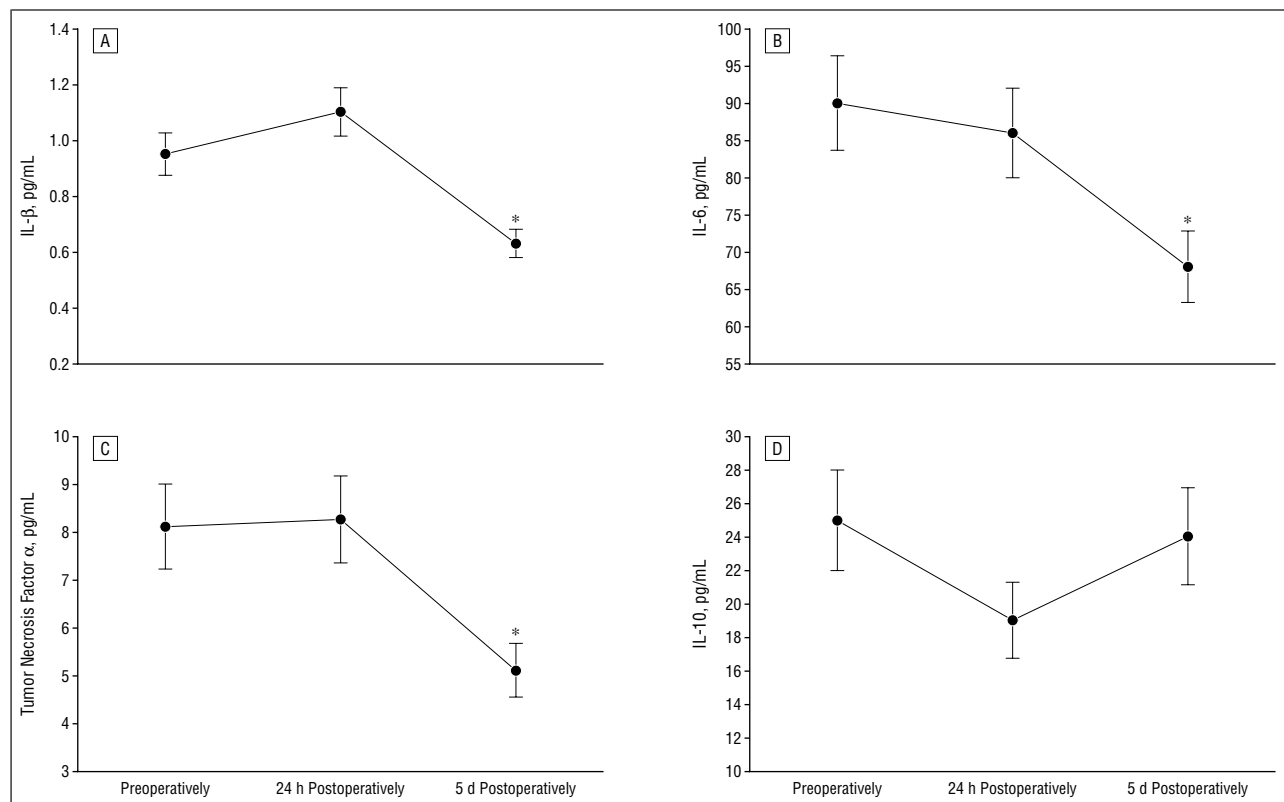 A
IL-β, pg/mL
1.4
1.2
1.0
0.8
0.6
0.4
0.2
*
B
IL-6, pg/mL
100
95
90
85
80
75
70
65
60
55
*
C
Tumor Necrosis Factor α, pg/mL
10
9
8
7
6
5
4
3
*
Preoperatively
24 h Postoperatively
5 d Postoperatively
D
IL-10, pg/mL
30
28
26
24
22
20
18
16
14
12
10
Preoperatively
24 h Postoperatively
5 d Postoperatively